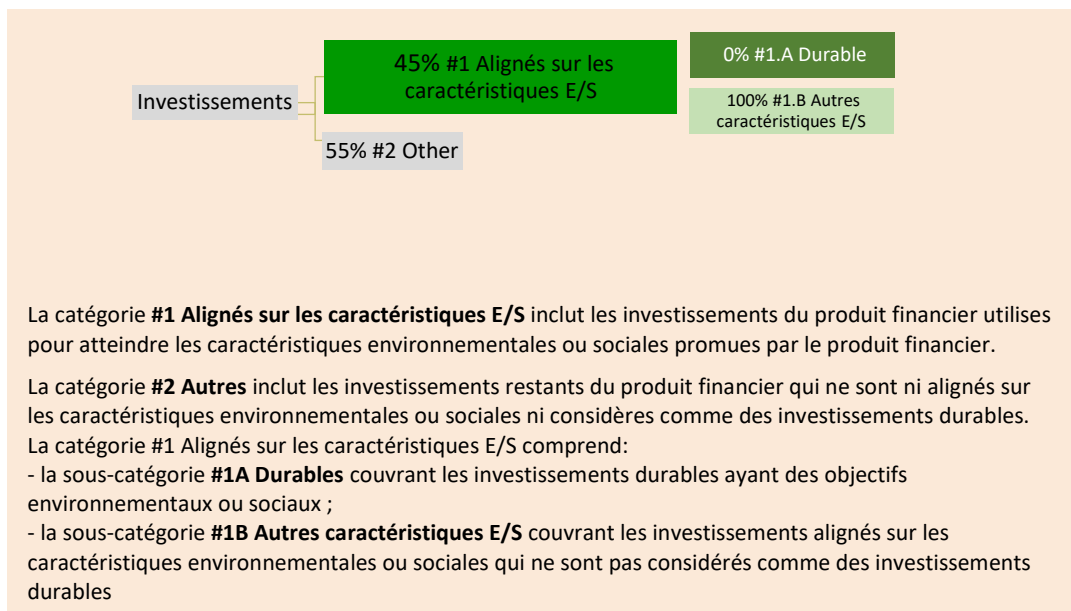 45% #1 Alignés sur les
caractéristiques E/S
0% #1.A Durable
Investissements
100% #1.B Autres
caractéristiques E/S
55% #2 Other
La catégorie #1 Alignés sur les caractéristiques E/S inclut les investissements du produit financier utilises
pour atteindre les caractéristiques environnementales ou sociales promues par le produit financier.
La catégorie #2 Autres inclut les investissements restants du produit financier qui ne sont ni alignés sur
les caractéristiques environnementales ou sociales ni considères comme des investissements durables.
La catégorie #1 Alignés sur les caractéristiques E/S comprend:
- la sous-catégorie #1A Durables couvrant les investissements durables ayant des objectifs
environnementaux ou sociaux ;
- la sous-catégorie #1B Autres caractéristiques E/S couvrant les investissements alignés sur les
caractéristiques environnementales ou sociales qui ne sont pas considérés comme des investissements
durables